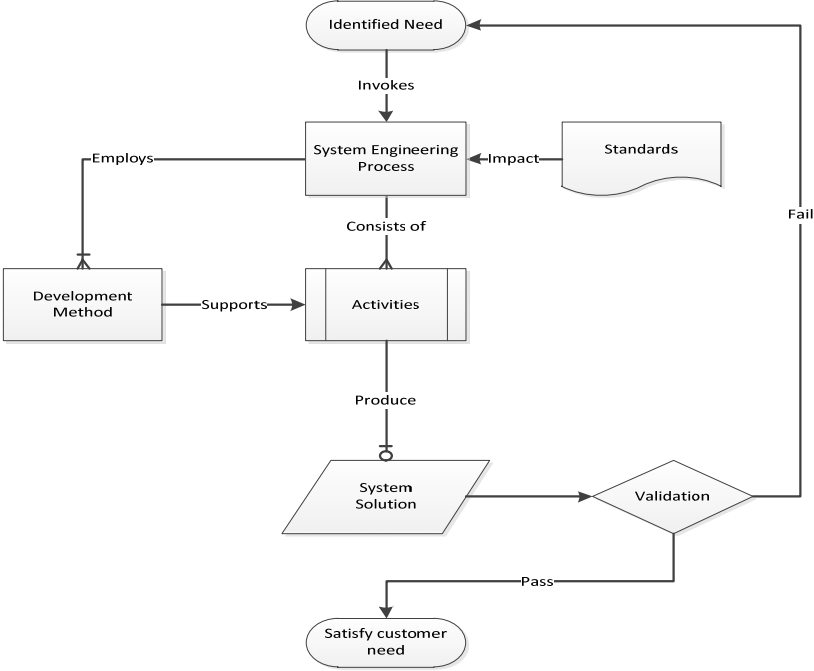 Identified Need
Invokes
Employs
System Engineering
Process
Impact
Standards
Consists of
Fail
Development
Method
Supports
Activities
Produce
System
Solution
Validation
Pass
Satisfy customer
need